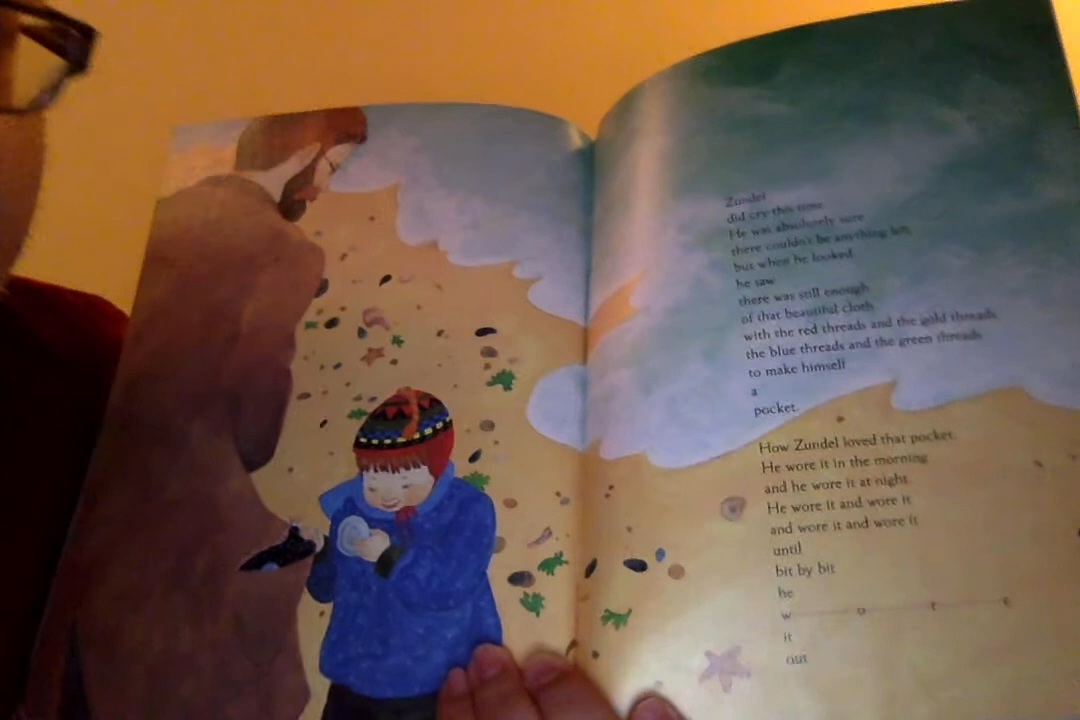 Zundel
did cry this time
He was absolutely sure
there couldn't be anything left
but when he looked
he saw
there was still enough
of that beautiful cloth
with the red threads and the gold threads
the blue threads and the green threads
to make himself
a
pocket.
How Zundel loved that pocket.
He wore it in the morning
and he wore it at night.
He wore it and wore it
and wore it and wore it
until
bit by bit
he
w o r e
it
out